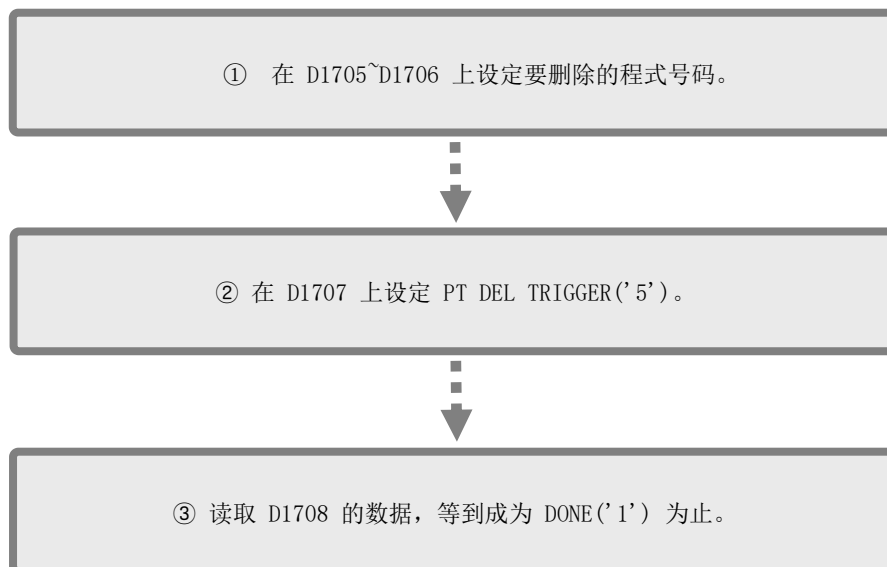 ① 在 D1705~D1706 上设定要删除的程式号码。
② 在 D1707 上设定 PT DEL TRIGGER('5')。
③ 读取 D1708 的数据，等到成为 DONE('1') 为止。